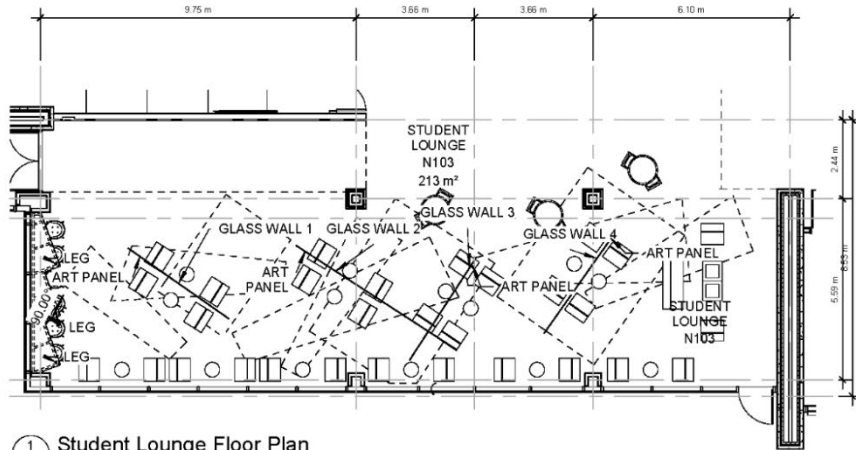 9.75 m
3.66 m
3.66 m
6.10 m
STUDENT
LOUNGE
N103
213 m²
2.44 m
GLASS WALL 1
GLASS WALL 2
GLASS WALL 3
GLASS WALL 4
LEG
ART PANEL
ART
PANEL
ART PANEL
ART PANEL
90.00
5.59 m
LEG
LEG
STUDENT
LOUNGE
N103
1
Student Lounge Floor Plan